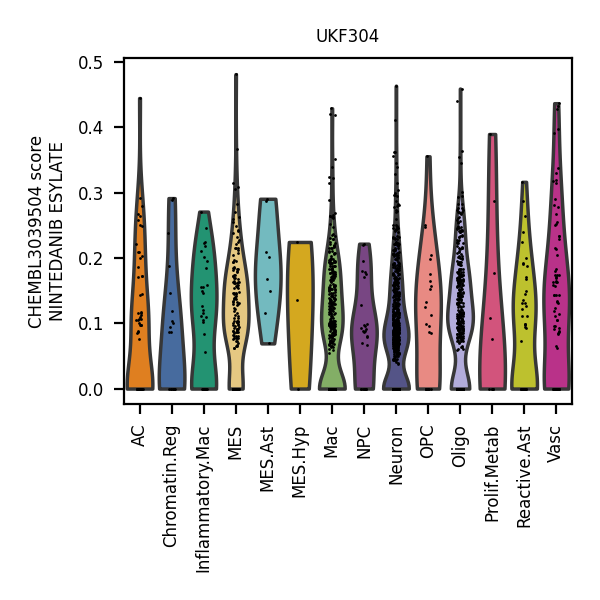 UKF304
CHEMBL3039504 score
NINTEDANIB ESYLATE
0.5
0.4
0.3
0.2
0.1
0.0
AC
Chromatin.Reg
Inflammatory.Mac
MES
MES.Ast
MES.Hyp
Mac
NPC
Neuron
OPC
Oligo
Prolif.Metab
Reactive.Ast
Vasc